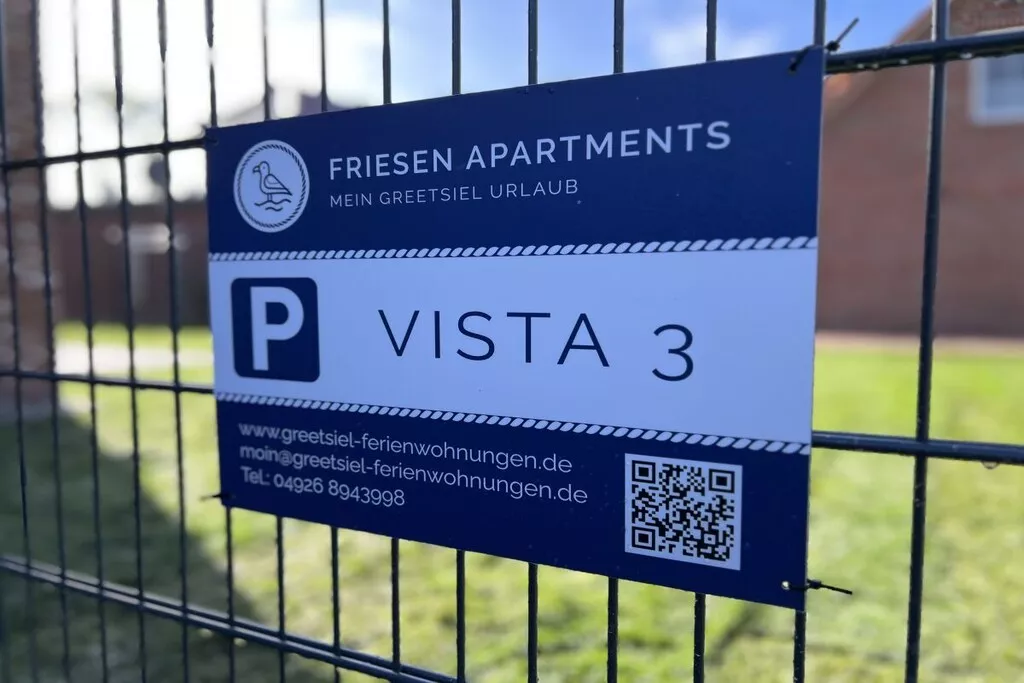 FRIESEN APARTMENTS
MEIN GREETSIEL URLAUB
P
VISTA 3
www.greetsiel-ferienwohnungen.de
moin@greetsiel-ferienwohnungen.de
Tel.: 04926 8943998